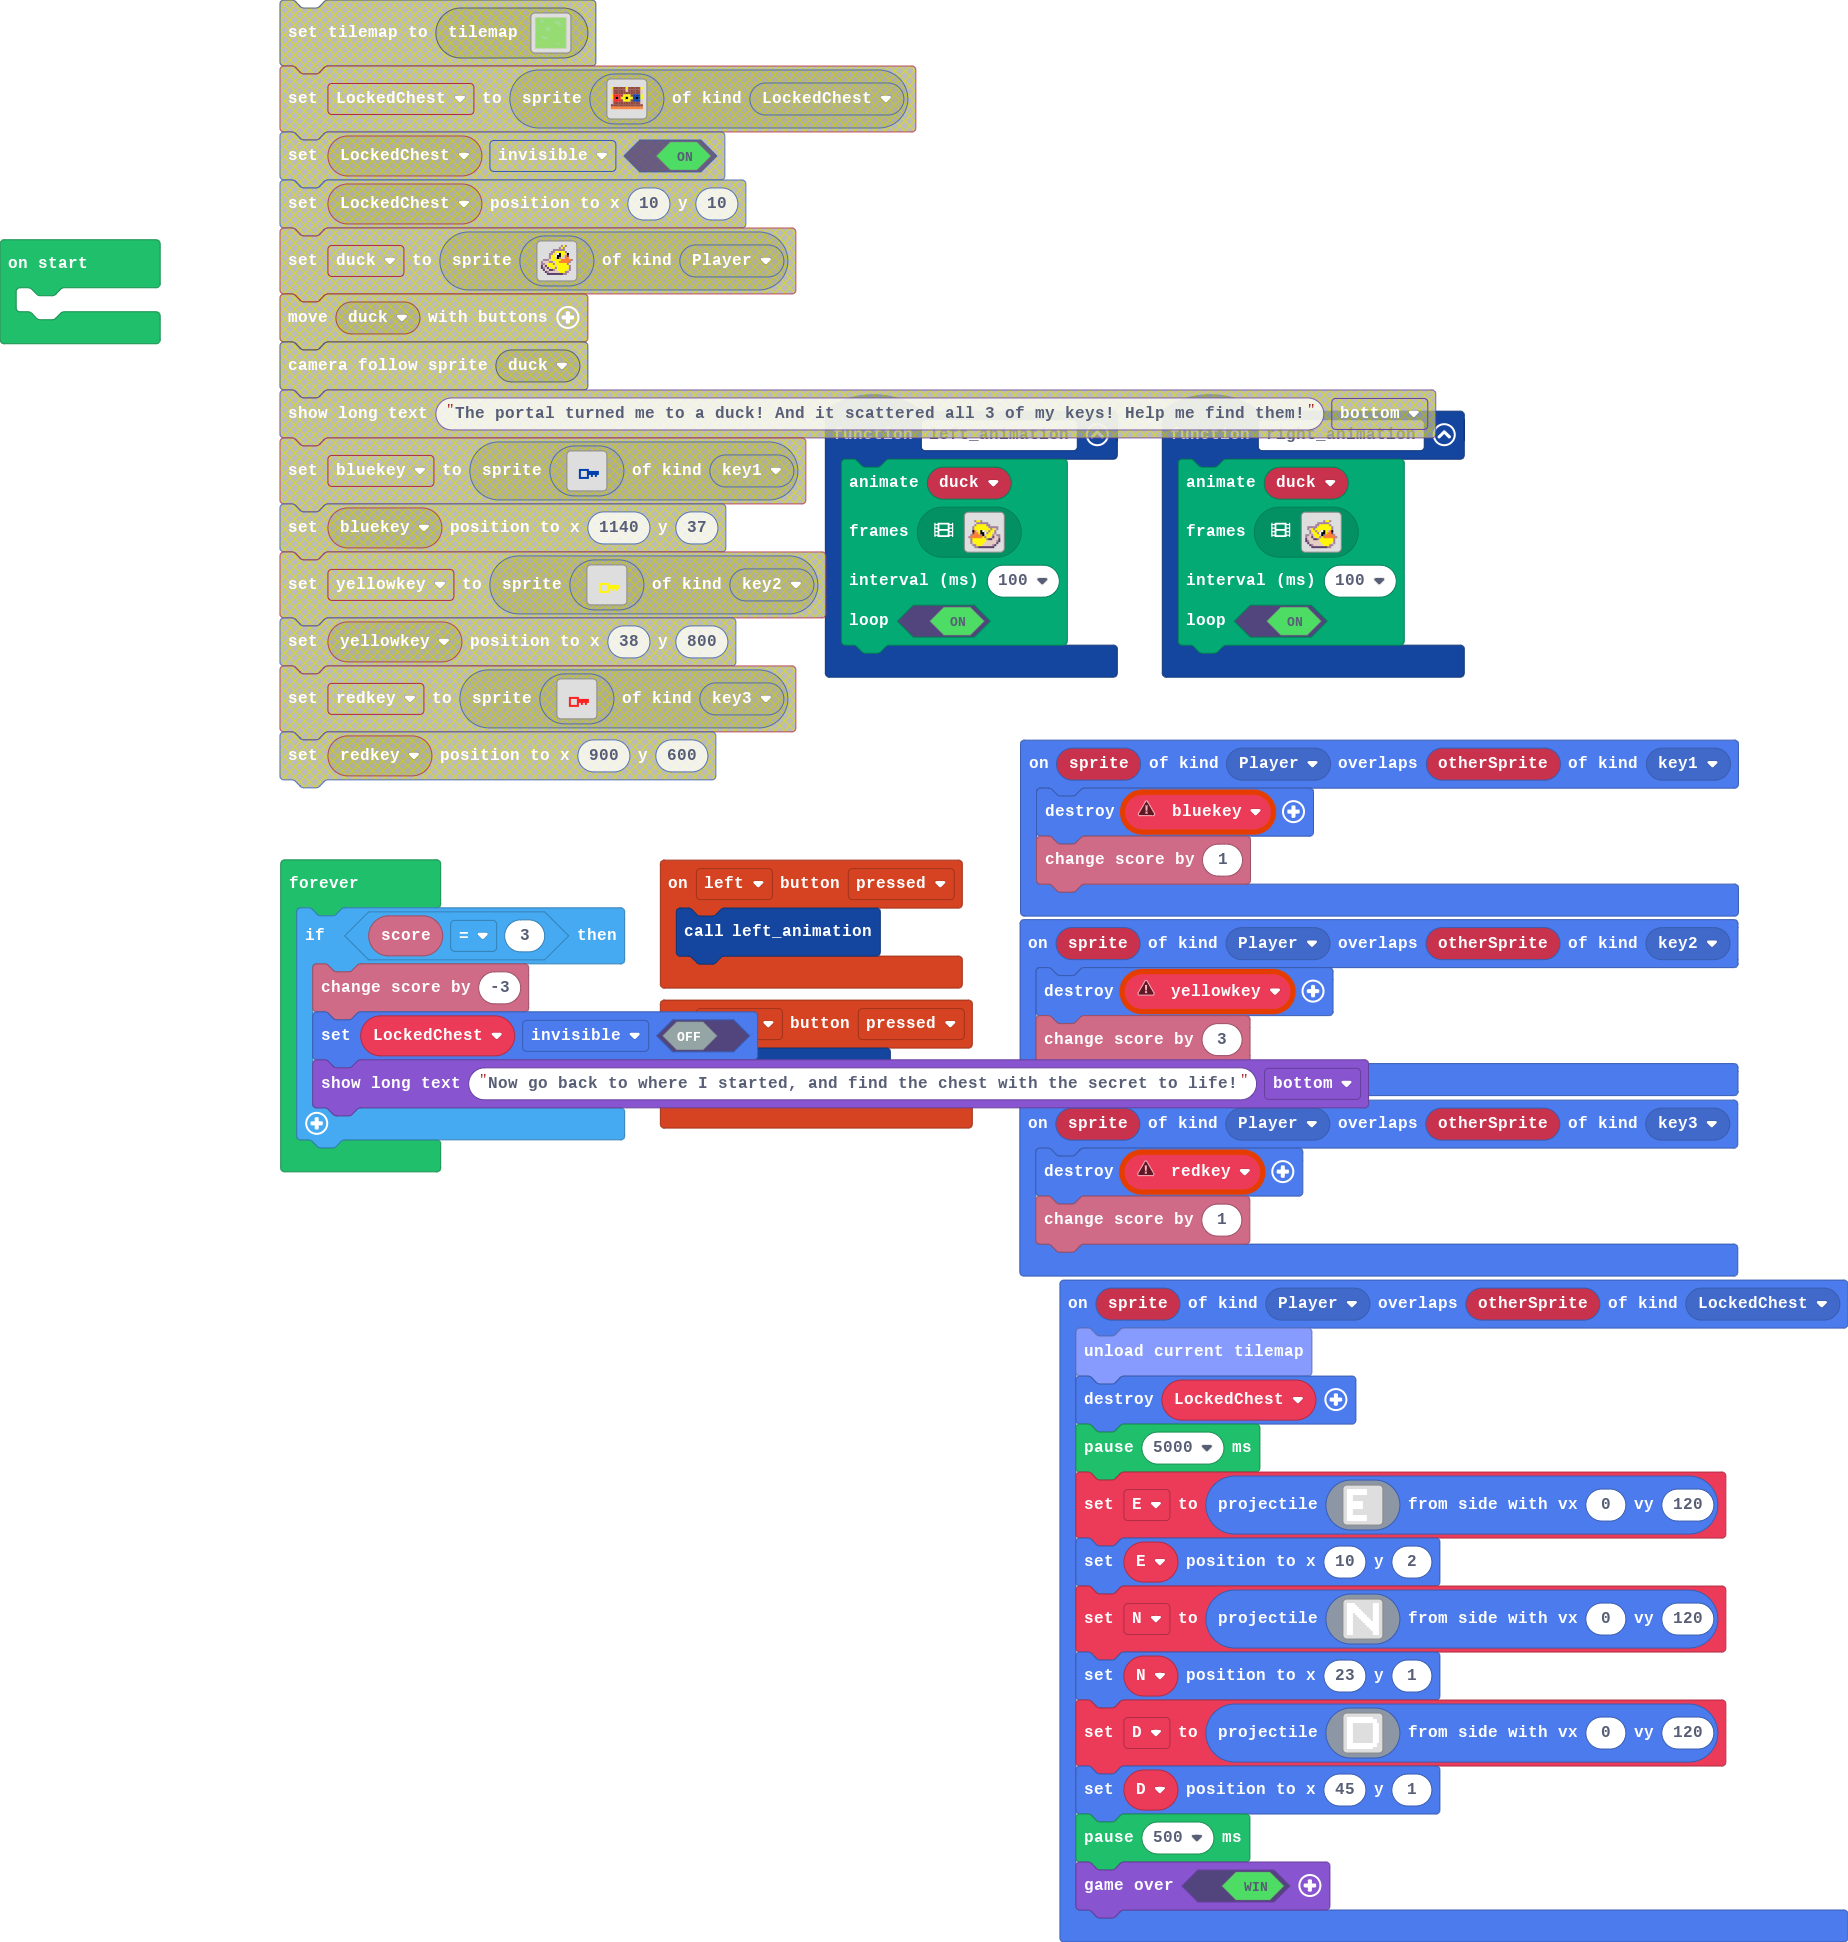 set tilemap to tilemap
set LockedChest to sprite of kind LockedChest
set LockedChest invisible ON
set LockedChest position to x 10 y 10
set duck to sprite of kind Player
move duck with buttons
camera follow sprite duck
show long text "The portal turned me to a duck! And it scattered all 3 of my keys! Help me find them!" bottom
set bluekey to sprite of kind key1
set bluekey position to x 1140 y 37
set yellowkey to sprite of kind key2
set yellowkey position to x 38 y 800
set redkey to sprite of kind key3
set redkey position to x 900 y 600
on start
function left_animation
animate duck
frames
interval (ms) 100
loop ON
function right_animation
animate duck
frames
interval (ms) 100
loop ON
forever
if score = 3 then
change score by -3
set LockedChest invisible OFF
show long text "Now go back to where I started, and find the chest with the secret to life!" bottom
on left button pressed
call left_animation
button pressed
on sprite of kind Player overlaps otherSprite of kind key1
destroy bluekey
change score by 1
on sprite of kind Player overlaps otherSprite of kind key2
destroy yellowkey
change score by 3
on sprite of kind Player overlaps otherSprite of kind key3
destroy redkey
change score by 1
on sprite of kind Player overlaps otherSprite of kind LockedChest
unload current tilemap
destroy LockedChest
pause 5000 ms
set E to projectile E from side with vx 0 vy 120
set E position to x 10 y 2
set N to projectile N from side with vx 0 vy 120
set N position to x 23 y 1
set D to projectile D from side with vx 0 vy 120
set D position to x 45 y 1
pause 500 ms
game over WIN